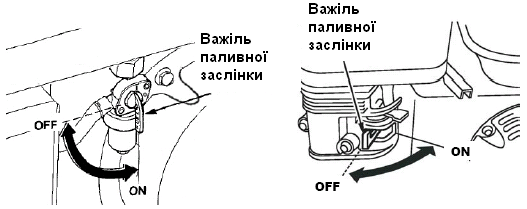 Важіль
паливної
заслінки
OFF
ON
Важіль
паливної
заслінки
ON
OFF